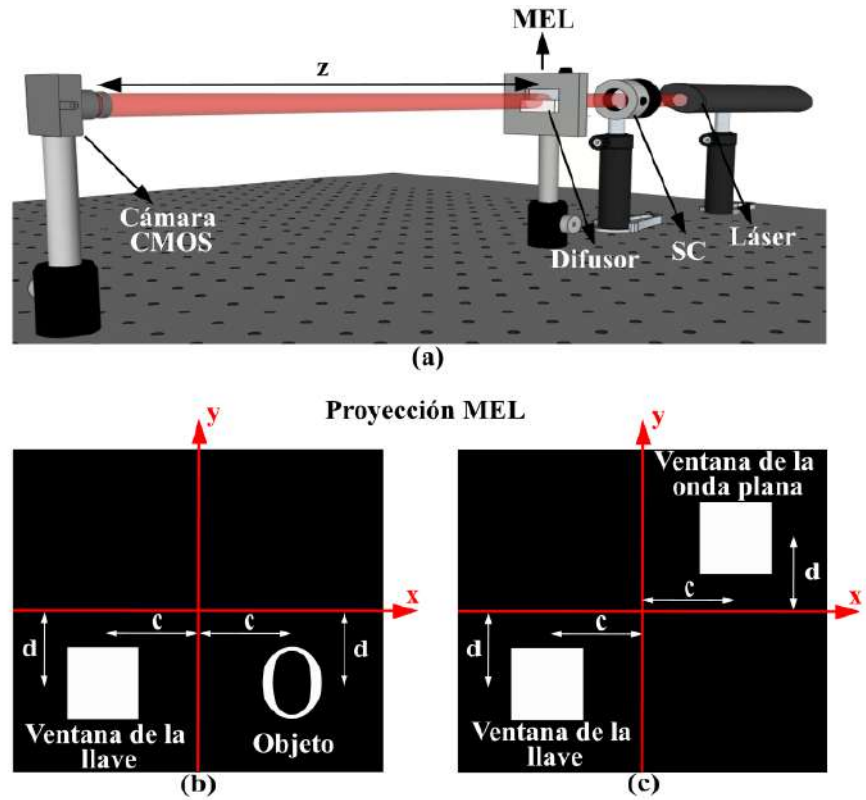 MEL
z
Cámara
CMOS
Difusor
SC
Láser
(a)
Proyección MEL
y
x
c
c
d
d
Ventana de la
llave
Objeto
(b)
y
Ventana de la
onda plana
x
c
d
c
d
Ventana de la
llave
(c)